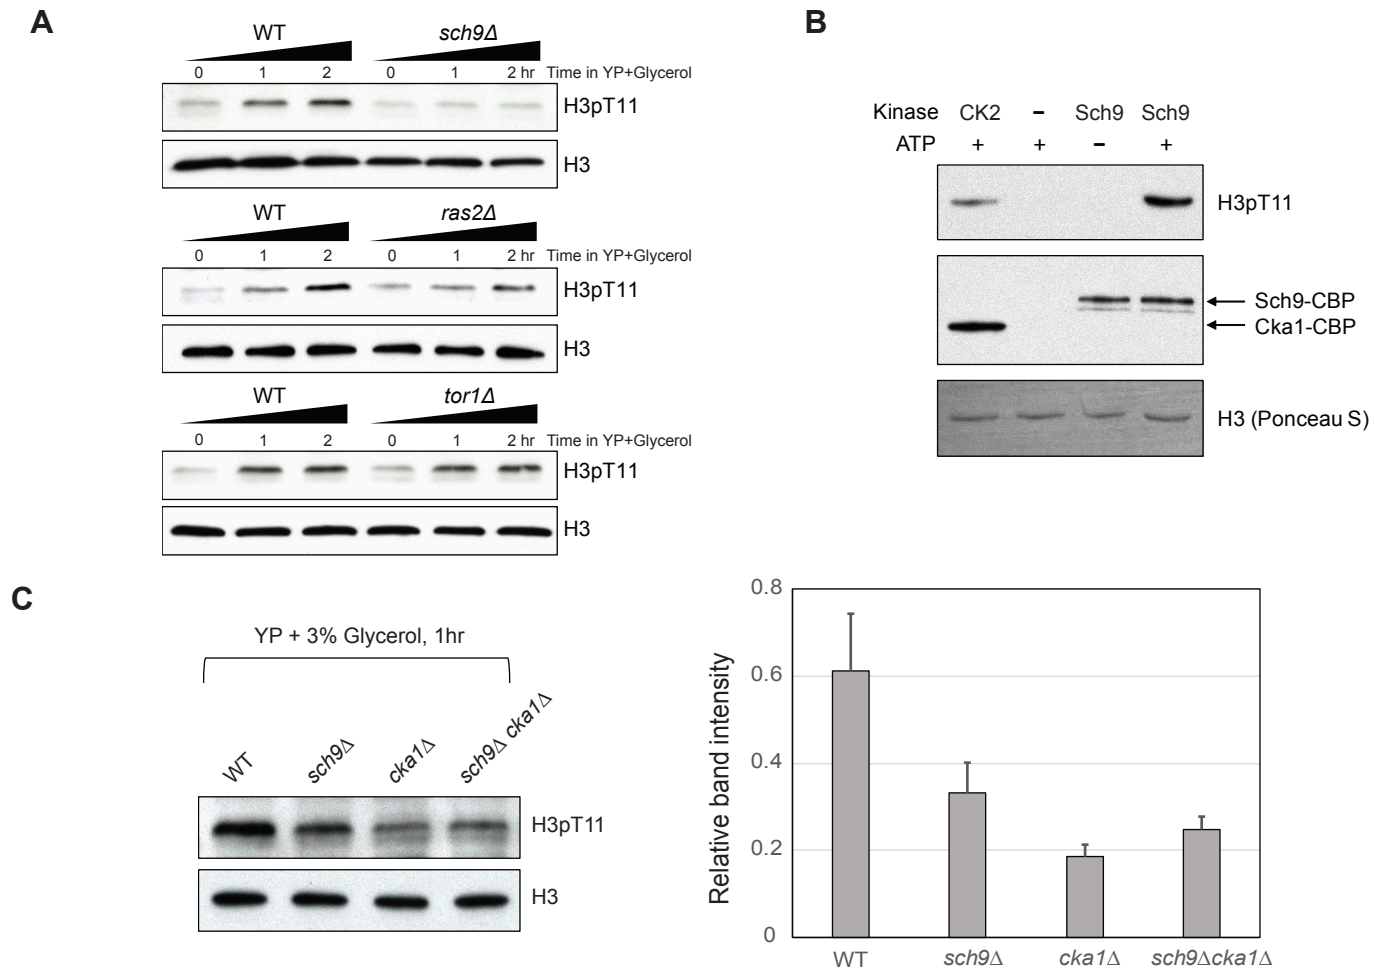 A
WT sch9Δ
0 1 2 0 1 2 hr Time in YP+Glycerol
H3pT11
H3
WT ras2Δ
0 1 2 0 1 2 hr Time in YP+Glycerol
H3pT11
H3
WT tor1Δ
0 1 2 0 1 2 hr Time in YP+Glycerol
H3pT11
H3
B
Kinase CK2 – Sch9 Sch9
ATP + + – +
H3pT11
Sch9-CBP
Cka1-CBP
H3 (Ponceau S)
C
YP + 3% Glycerol, 1hr
WT sch9Δ cka1Δ sch9Δ cka1Δ
H3pT11
H3
Relative band intensity
0.8
0.6
0.4
0.2
0
WT sch9Δ cka1Δ sch9Δcka1Δ